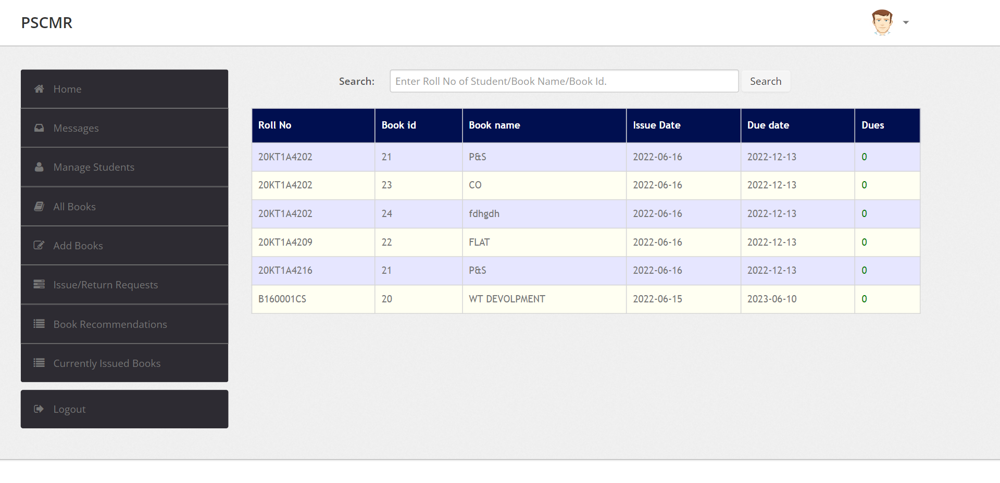 PSCMR
Home
Messages
Manage Students
All Books
Add Books
Issue/Return Requests
Book Recommendations
Currently Issued Books
Logout
Search: Enter Roll No of Student/Book Name/Book Id. Search
Roll No Book id Book name Issue Date Due date Dues
20KT1A4202 21 P&S 2022-06-16 2022-12-13 0
20KT1A4202 23 CO 2022-06-16 2022-12-13 0
20KT1A4202 24 fdhgdh 2022-06-16 2022-12-13 0
20KT1A4209 22 FLAT 2022-06-16 2022-12-13 0
20KT1A4216 21 P&S 2022-06-16 2022-12-13 0
B160001CS 20 WT DEVOLPMENT 2022-06-15 2023-06-10 0